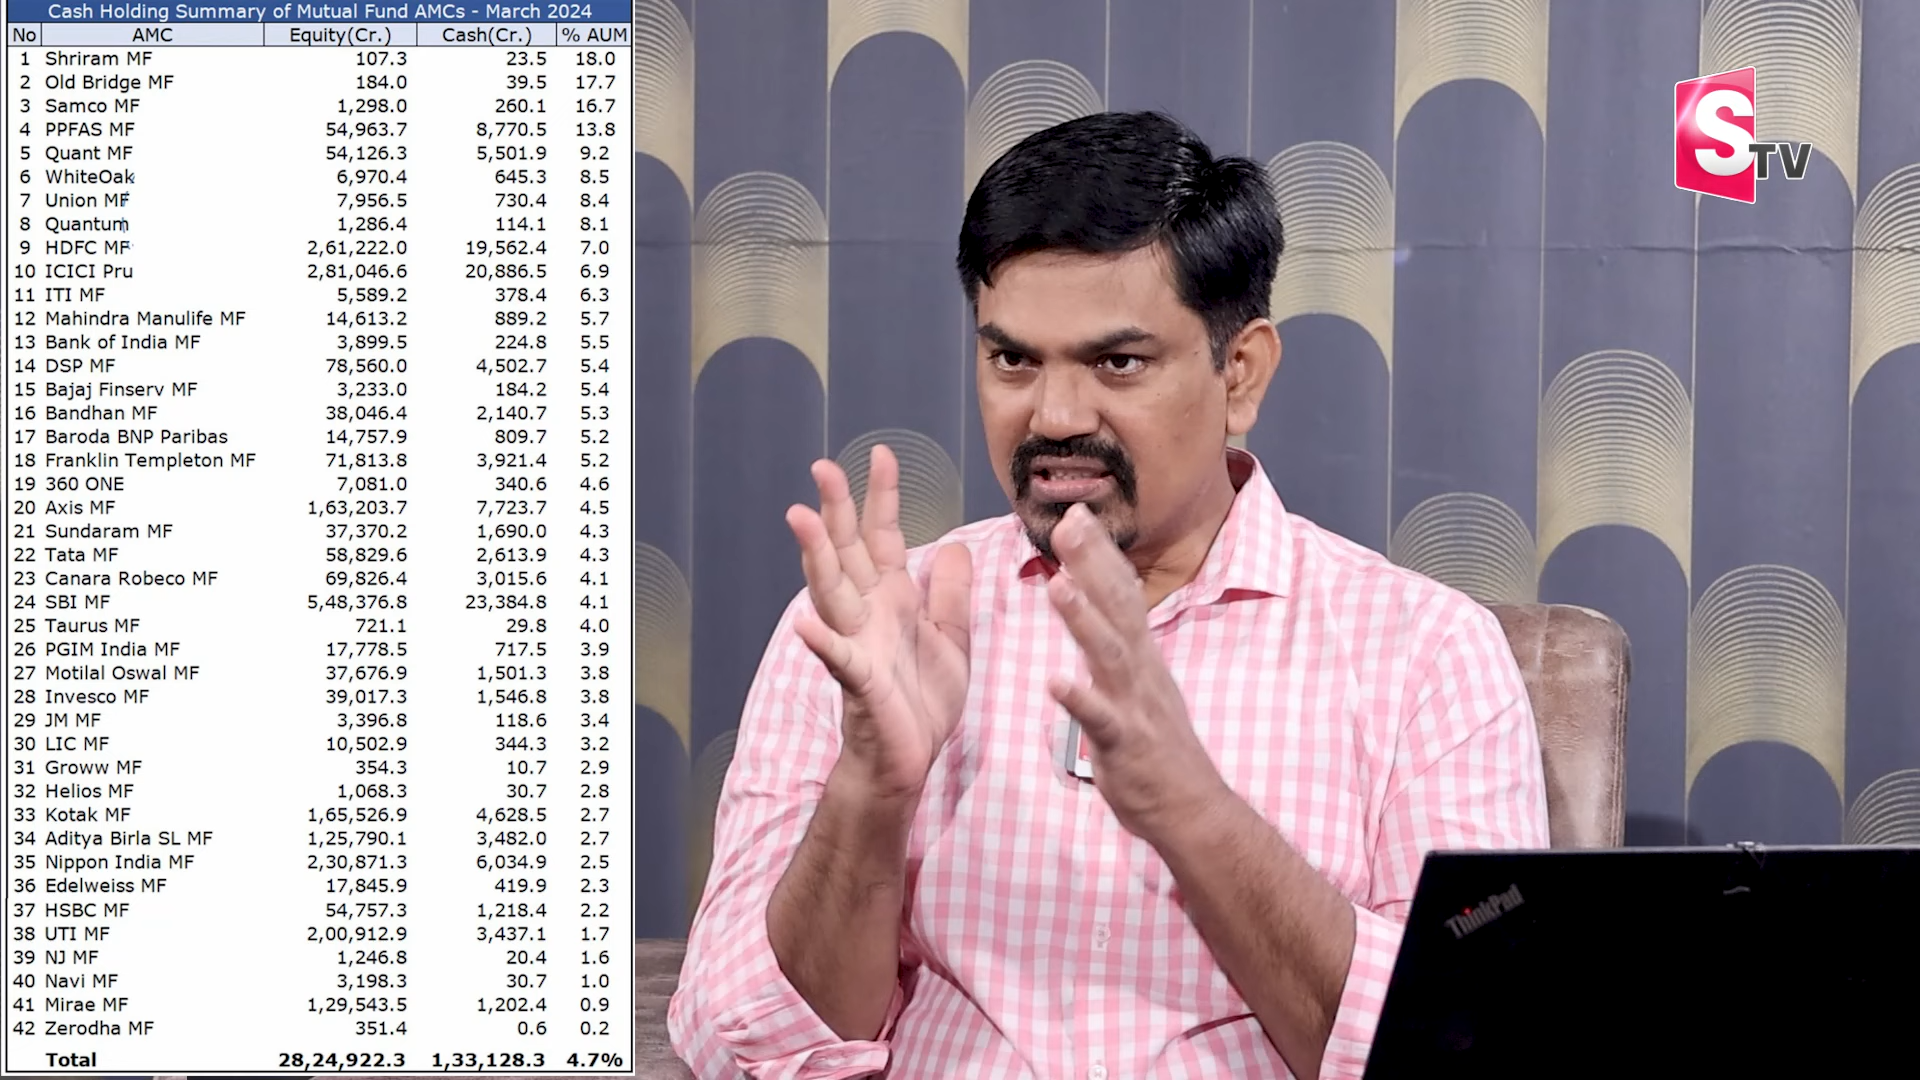 Cash Holding Summary of Mutual Fund AMCs - March 2024
No AMC Equity(Cr.) Cash(Cr.) % AUM
1 Shriram MF 107.3 23.5 18.0
2 Old Bridge MF 184.0 39.5 17.7
3 Samco MF 1,298.0 260.1 16.7
4 PPFAS MF 54,963.7 8,770.5 13.8
5 Quant MF 54,126.3 5,501.9 9.2
6 WhiteOak 6,970.4 645.3 8.5
7 Union MF 7,956.5 730.4 8.4
8 Quantum 1,286.4 114.1 8.1
9 HDFC MF 2,61,222.0 19,562.4 7.0
10 ICICI Pru 2,81,046.6 20,886.5 6.9
11 ITI MF 5,589.2 378.4 6.3
12 Mahindra Manulife MF 14,613.2 889.2 5.7
13 Bank of India MF 3,899.5 224.8 5.5
14 DSP MF 78,560.0 4,502.7 5.4
15 Bajaj Finserv MF 3,233.0 184.2 5.4
16 Bandhan MF 38,046.4 2,140.7 5.3
17 Baroda BNP Paribas 14,757.9 809.7 5.2
18 Franklin Templeton MF 71,813.8 3,921.4 5.2
19 360 ONE 7,081.0 340.6 4.6
20 Axis MF 1,63,203.7 7,723.7 4.5
21 Sundaram MF 37,370.2 1,690.0 4.3
22 Tata MF 58,829.6 2,613.9 4.3
23 Canara Robeco MF 69,826.4 3,015.6 4.1
24 SBI MF 5,48,376.8 23,384.8 4.1
25 Taurus MF 721.1 29.8 4.0
26 PGIM India MF 17,778.5 717.5 3.9
27 Motilal Oswal MF 37,676.9 1,501.3 3.8
28 Invesco MF 39,017.3 1,546.8 3.8
29 JM MF 3,396.8 118.6 3.4
30 LIC MF 10,502.9 344.3 3.2
31 Groww MF 354.3 10.7 2.9
32 Helios MF 1,068.3 30.7 2.8
33 Kotak MF 1,65,526.9 4,628.5 2.7
34 Aditya Birla SL MF 1,25,790.1 3,482.0 2.7
35 Nippon India MF 2,30,871.3 6,034.9 2.5
36 Edelweiss MF 17,845.9 419.9 2.3
37 HSBC MF 54,757.3 1,218.4 2.2
38 UTI MF 2,00,912.9 3,437.1 1.7
39 NJ MF 1,246.8 20.4 1.6
40 Navi MF 3,198.3 30.7 1.0
41 Mirae MF 1,29,543.5 1,202.4 0.9
42 Zerodha MF 351.4 0.6 0.2
Total 28,24,922.3 1,33,128.3 4.7%
S TV
ThinkPad